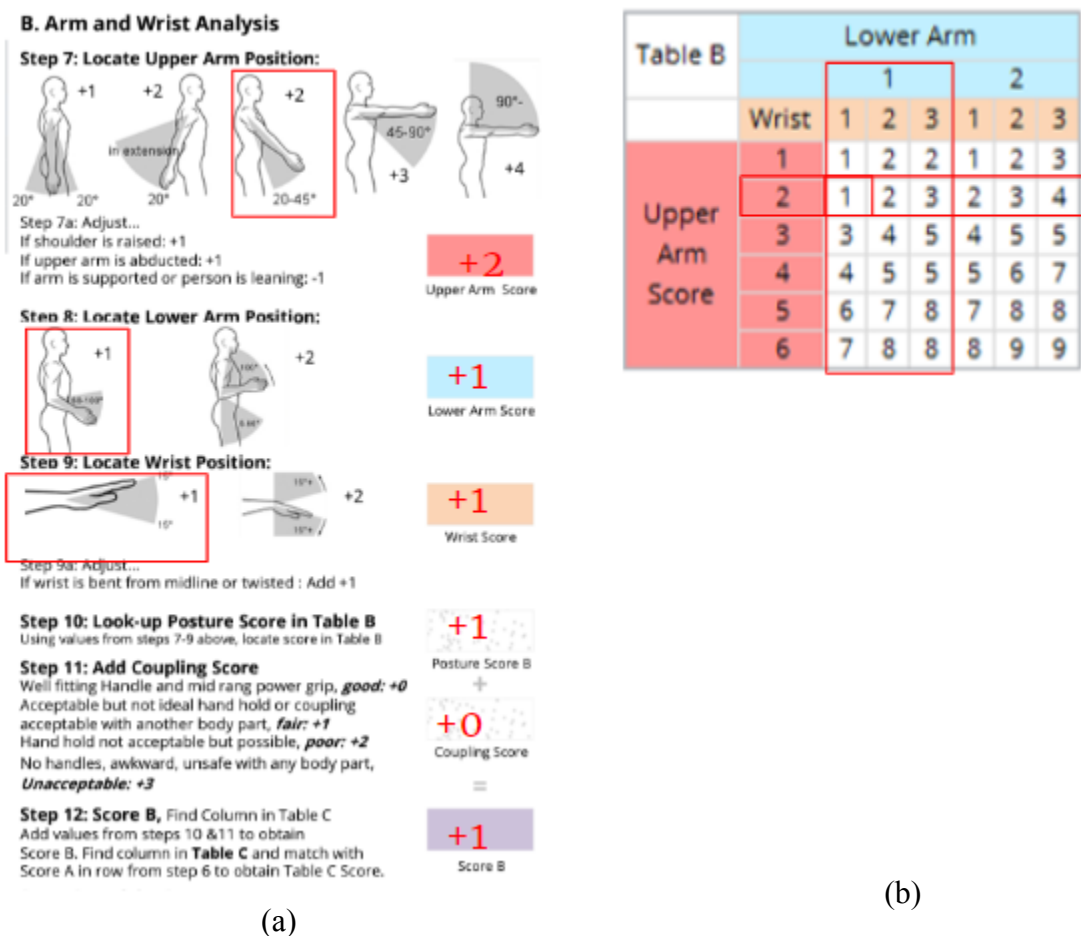 B. Arm and Wrist Analysis
Step 7: Locate Upper Arm Position:
+1 +2 +2 90°-
in extension 45-90°
+3 +4
20° 20° 20° 20-45°
Step 7a: Adjust...
If shoulder is raised: +1
If upper arm is abducted: +1
If arm is supported or person is leaning: -1
+2
Upper Arm Score
Step 8: Locate Lower Arm Position:
+1 +2
100°
+1
Lower Arm Score
Step 9: Locate Wrist Position:
15° +1 15°+ +2
15° 15°+
+1
Wrist Score
Step 9a: Adjust...
If wrist is bent from midline or twisted : Add +1
Step 10: Look-up Posture Score in Table B
Using values from steps 7-9 above, locate score in Table B
+1
Posture Score B
+
Step 11: Add Coupling Score
Well fitting Handle and mid rang power grip, good: +0
Acceptable but not ideal hand hold or coupling
acceptable with another body part, fair: +1
Hand hold not acceptable but possible, poor: +2
No handles, awkward, unsafe with any body part,
Unacceptable: +3
+0
Coupling Score
=
Step 12: Score B, Find Column in Table C
Add values from steps 10 &11 to obtain
Score B. Find column in Table C and match with
Score A in row from step 6 to obtain Table C Score.
+1
Score B
(a)
Table B Lower Arm
1 2
Wrist 1 2 3 1 2 3
Upper Arm Score
1 1 2 2 1 2 3
2 1 2 3 2 3 4
3 3 4 5 4 5 5
4 4 5 5 5 6 7
5 6 7 8 7 8 8
6 7 8 8 8 9 9
(b)